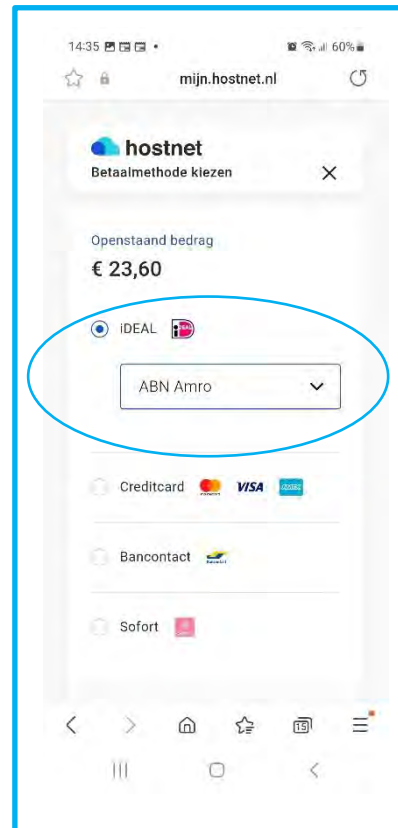 14:35
60%
mijn.hostnet.nl
hostnet
Betaalmethode kiezen
Openstaand bedrag
€ 23,60
iDEAL
ABN Amro
Creditcard VISA
Bancontact
Sofort
15